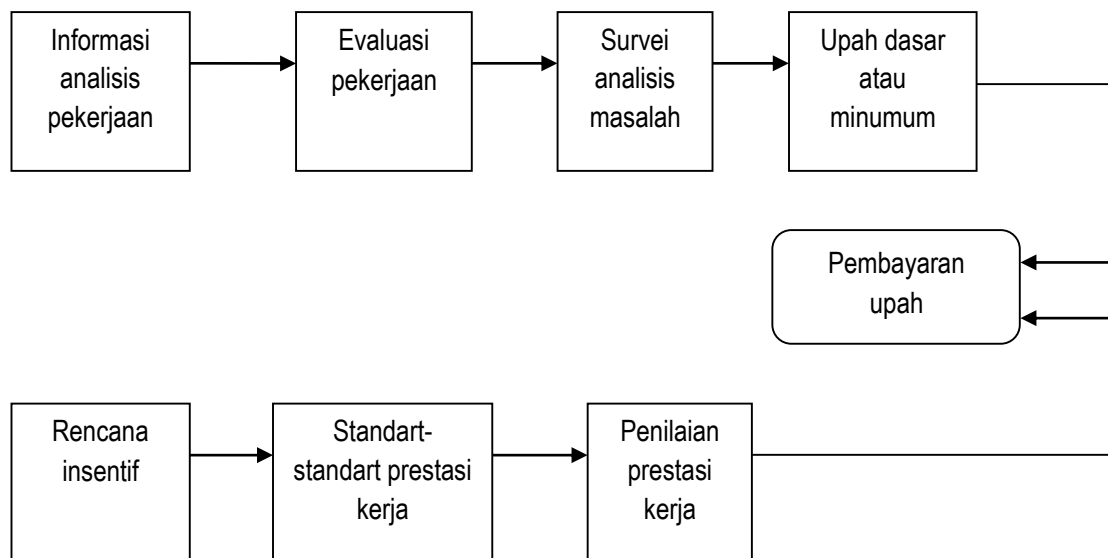 Informasi
analisis
pekerjaan
Evaluasi
pekerjaan
Survei
analisis
masalah
Upah dasar
atau
minumum
Pembayaran
upah
Rencana
insentif
Standart-
standart prestasi
kerja
Penilaian
prestasi
kerja